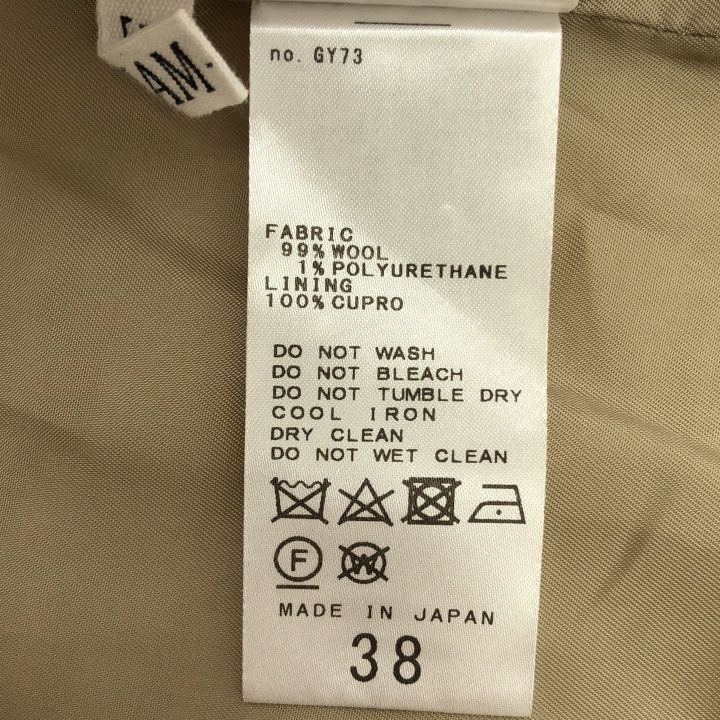 AM.
no. GY73
FABRIC
99% WOOL
1% POLYURETHANE
LINING
100% CUPRO
DO NOT WASH
DO NOT BLEACH
DO NOT TUMBLE DRY
COOL IRON
DRY CLEAN
DO NOT WET CLEAN
F W
MADE IN JAPAN
38